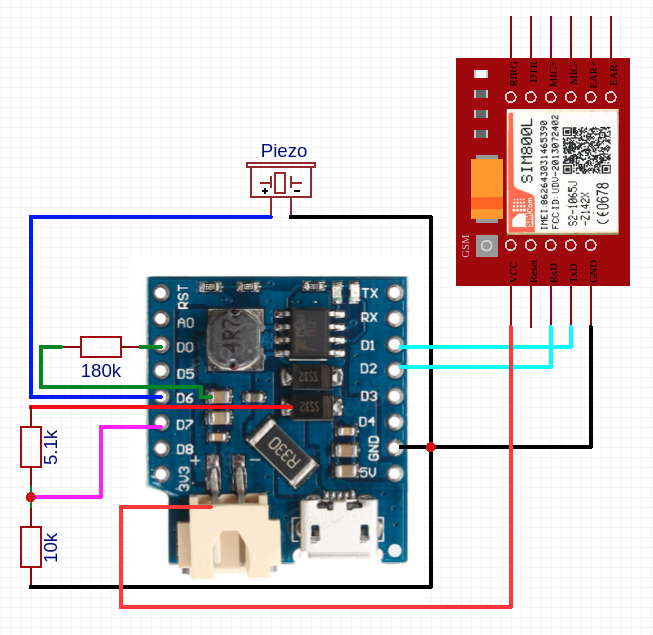 RIRG
DTR
MIC+
MIC-
EAR+
EAR-
SIM800L
IMEI:862643031465390
FCC ID: UDV-2013072402
S2-1065J
-Z142X
CE0678
SIMCom
GSM
VCC
Reset
RxD
TxD
GND
Piezo
+ -
RST
A0
D0
D5
D6
D7
D8
3V3
TX
RX
D1
D2
D3
D4
GND
5V
4R7
SS32
SS32
R330
+ -
180k
5.1k
10k